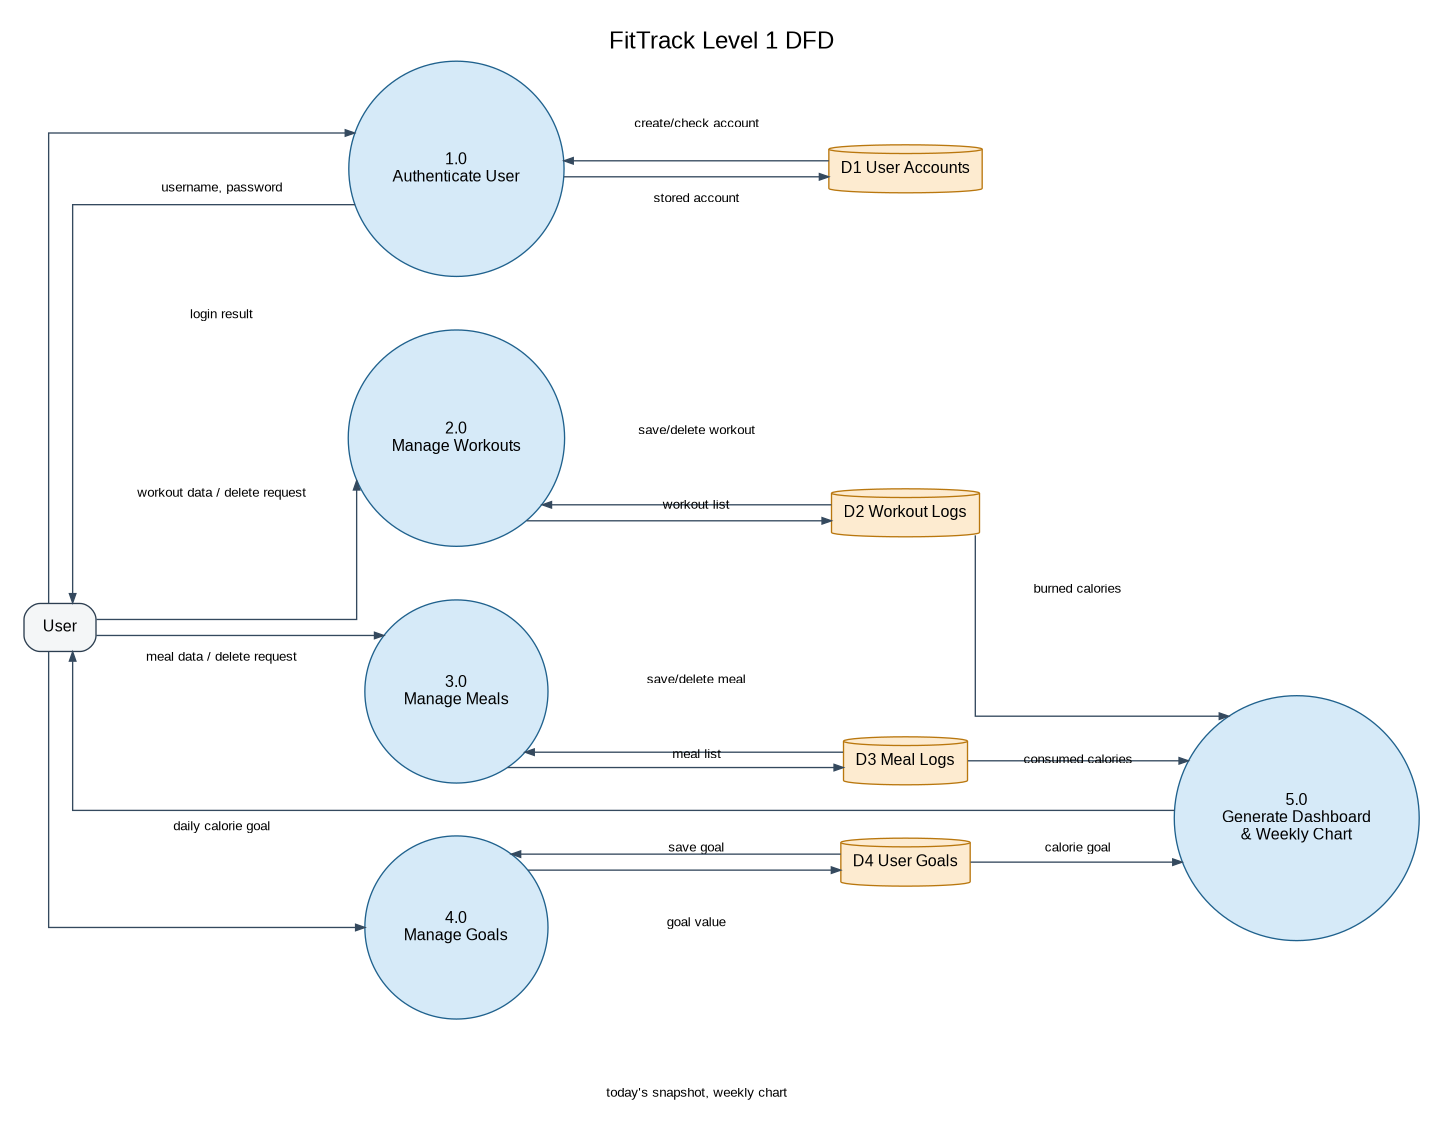 FitTrack Level 1 DFD
create/check account
1.0
Authenticate User
D1 User Accounts
username, password
stored account
login result
2.0
Manage Workouts
save/delete workout
workout data / delete request
workout list
D2 Workout Logs
burned calories
User
meal data / delete request
3.0
Manage Meals
save/delete meal
meal list
D3 Meal Logs
consumed calories
5.0
Generate Dashboard
& Weekly Chart
daily calorie goal
save goal
D4 User Goals
calorie goal
4.0
Manage Goals
goal value
today's snapshot, weekly chart